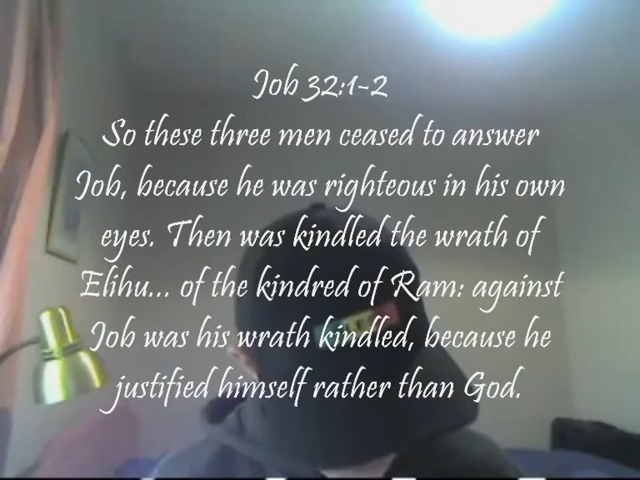 Job 32:1-2
So these three men ceased to answer
Job, because he was righteous in his own
eyes. Then was kindled the wrath of
Elihu... of the kindred of Ram: against
Job was his wrath kindled, because he
justified himself rather than God.